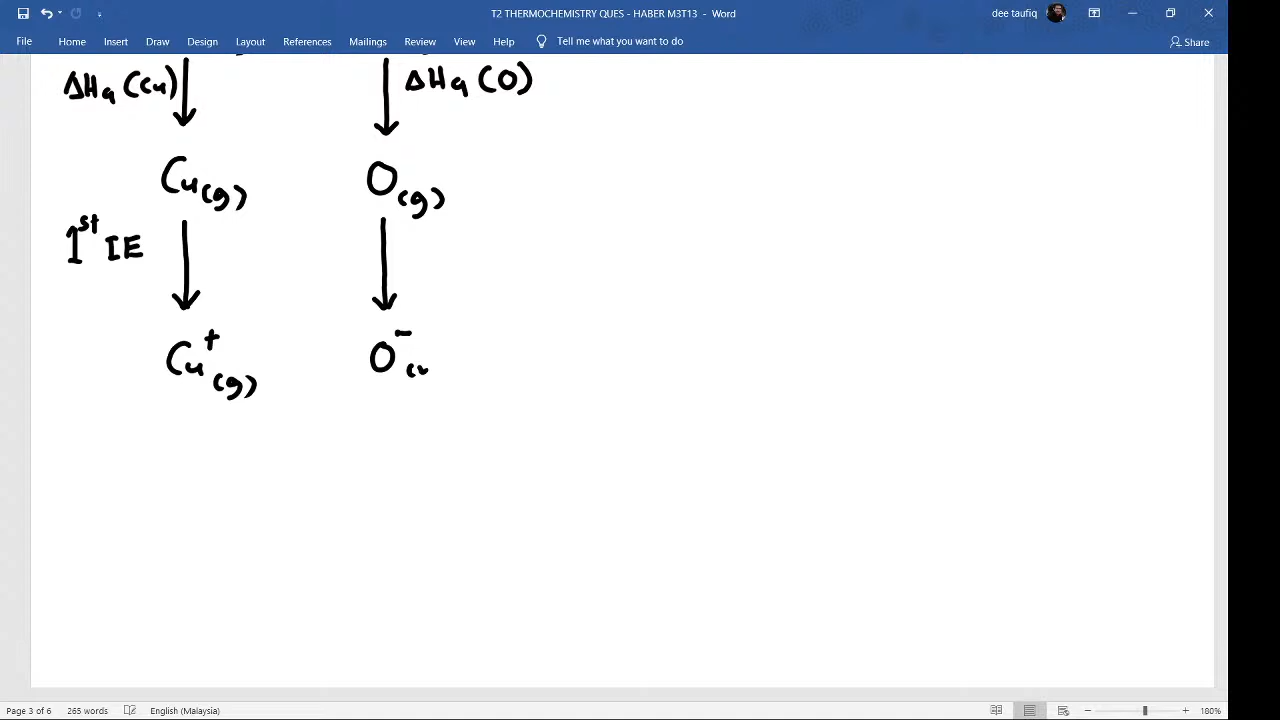 T2 THERMOCHEMISTRY QUES - HABER M3T13 - Word
dee taufiq
File Home Insert Draw Design Layout References Mailings Review View Help Tell me what you want to do
Share
ΔHa (Cu)
ΔHa (O)
Cu(g)
O(g)
1st IE
Cu+(g)
O-
Page 3 of 6 265 words English (Malaysia)
180%